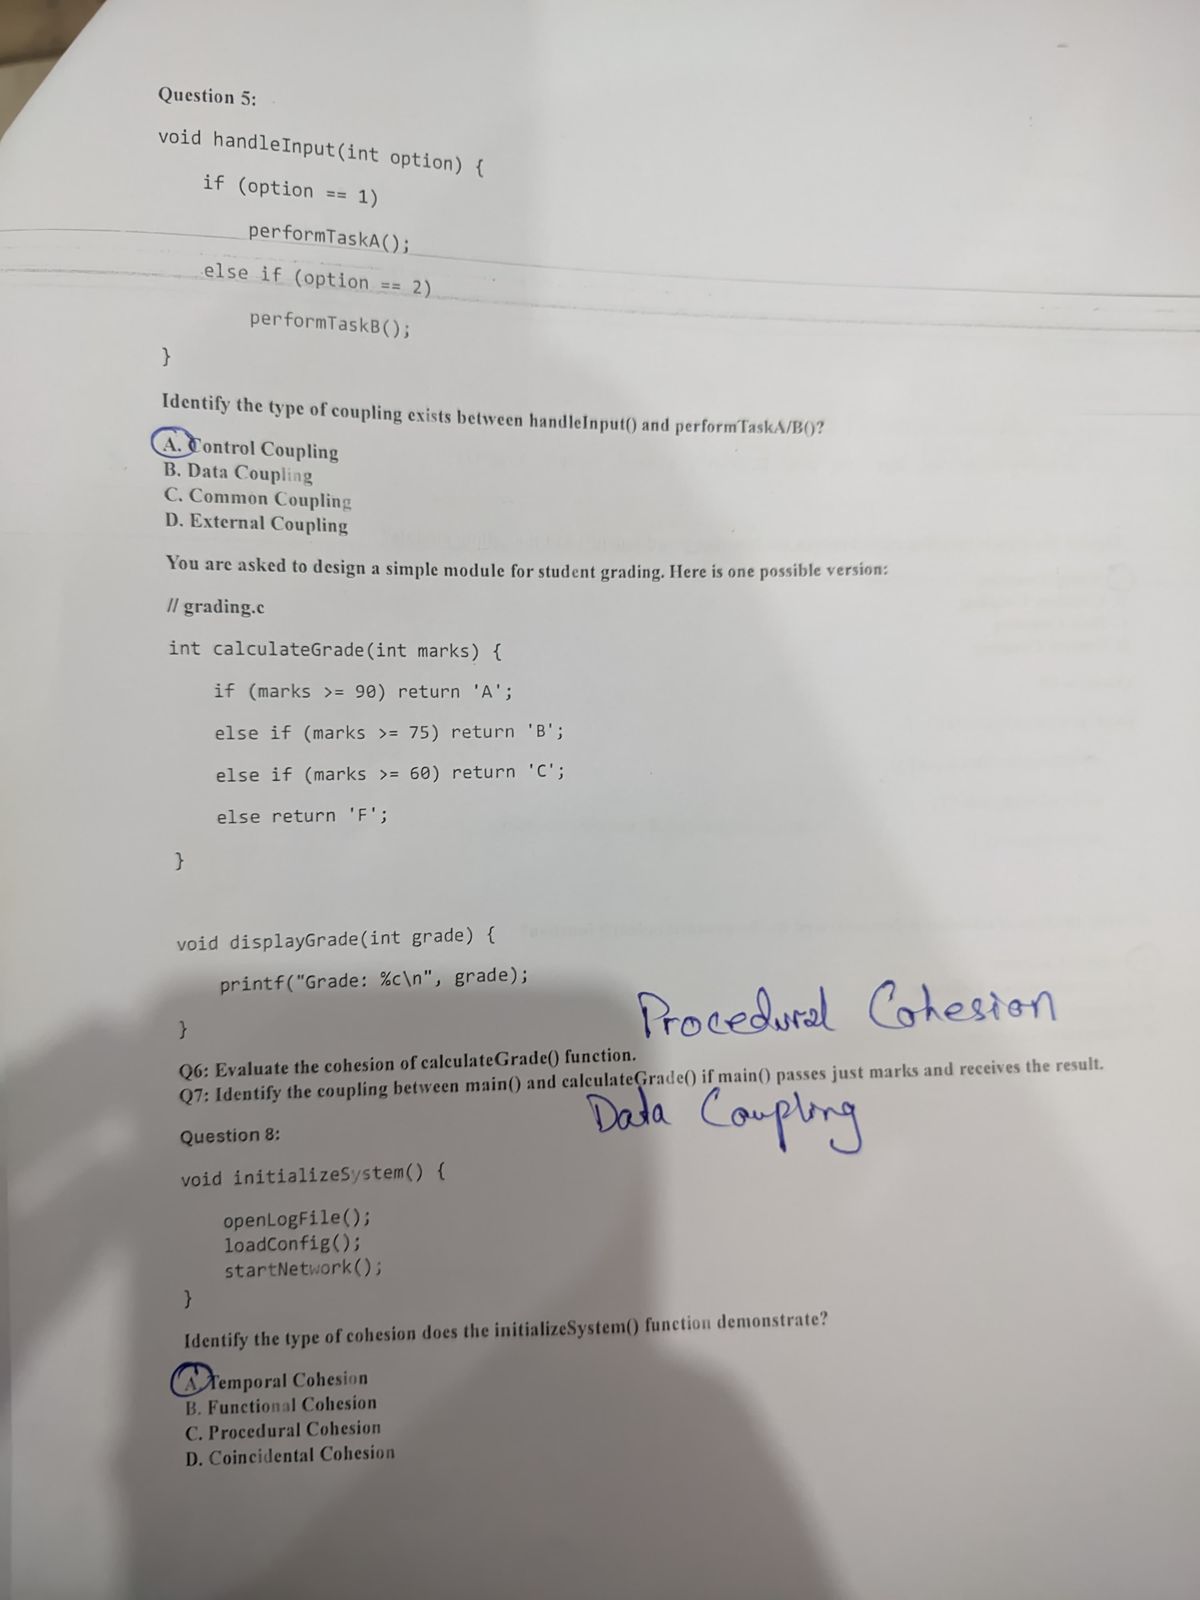 Question 5:
void handleInput(int option) {
if (option == 1)
performTaskA();
else if (option == 2)
performTaskB();
}
Identify the type of coupling exists between handleInput() and performTaskA/B()?
A. Control Coupling
B. Data Coupling
C. Common Coupling
D. External Coupling
You are asked to design a simple module for student grading. Here is one possible version:
// grading.c
int calculateGrade(int marks) {
if (marks >= 90) return 'A';
else if (marks >= 75) return 'B';
else if (marks >= 60) return 'C';
else return 'F';
}
void displayGrade(int grade) {
printf("Grade: %c\n", grade);
}
Procedural Cohesion
Q6: Evaluate the cohesion of calculateGrade() function.
Q7: Identify the coupling between main() and calculateGrade() if main() passes just marks and receives the result.
Data Coupling
Question 8:
void initializeSystem() {
openLogFile();
loadConfig();
startNetwork();
}
Identify the type of cohesion does the initializeSystem() function demonstrate?
A. Temporal Cohesion
B. Functional Cohesion
C. Procedural Cohesion
D. Coincidental Cohesion